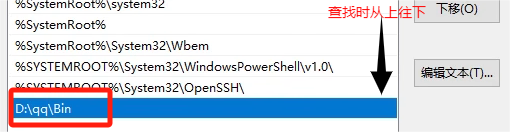 %SystemRoot%\system32
查找时从上往下
下移(O)
%SystemRoot%
%SystemRoot%\System32\Wbem
%SYSTEMROOT%\System32\WindowsPowerShell\v1.0\
%SYSTEMROOT%\System32\OpenSSH\
编辑文本(T)...
D:\qq\Bin